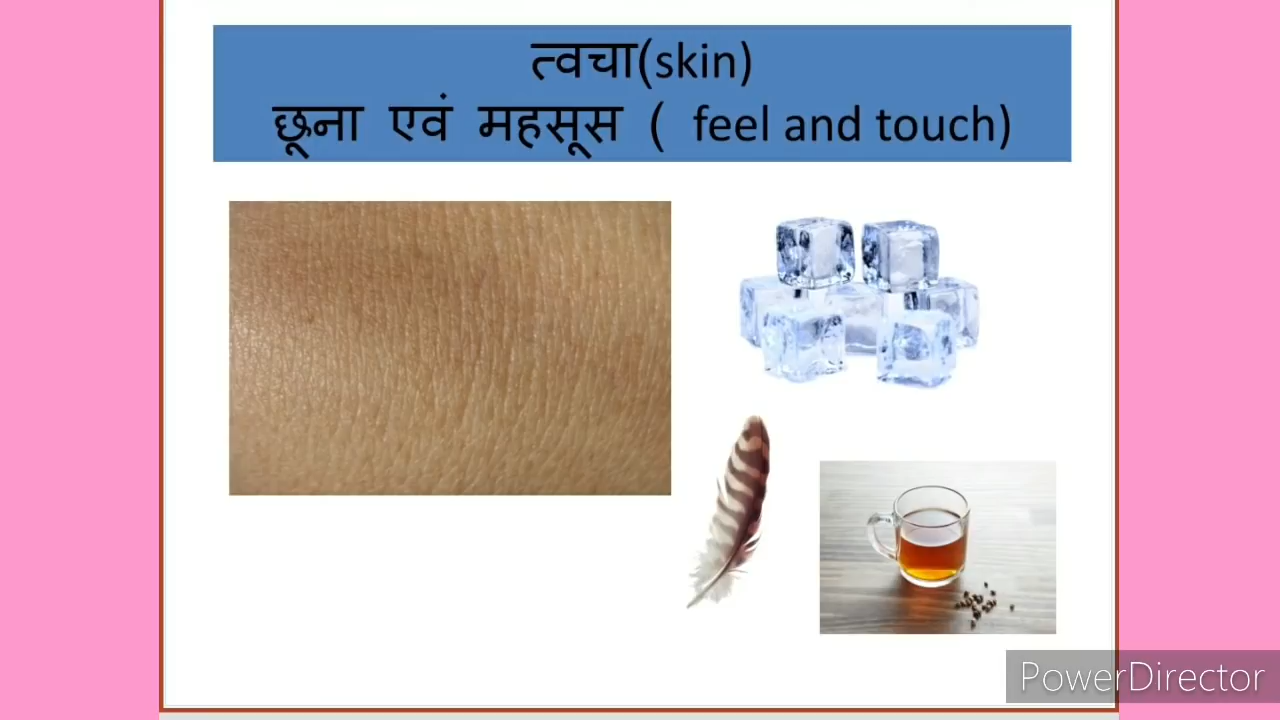 त्वचा(skin)
छूना एवं महसूस ( feel and touch)
PowerDirector